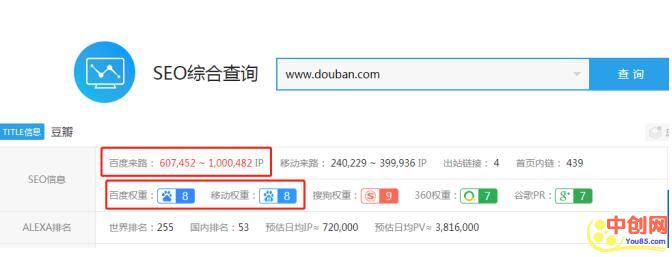 SEO综合查询 www.douban.com 查 询
TITLE信息 豆瓣
SEO信息
百度来路： 607,452 ~ 1,000,482 IP 移动来路： 240,229 ~ 399,936 IP 出站链接： 4 首页内链： 439
百度权重： 8 移动权重： 8 搜狗权重： S 9 360权重： 7 谷歌PR： g+ 7
ALEXA排名 世界排名：255 国内排名：53 预估日均IP≈ 720,000 预估日均PV≈ 3,816,000
中创网
You85.com